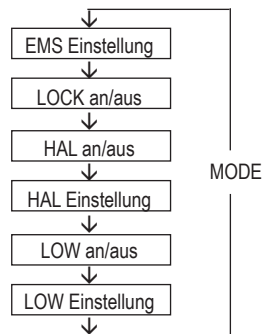 EMS Einstellung
LOCK an/aus
HAL an/aus
MODE
HAL Einstellung
LOW an/aus
LOW Einstellung